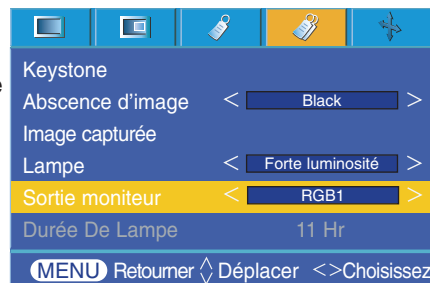 Keystone
Abscence d'image < Black >
Image capturée
Lampe < Forte luminosité >
Sortie moniteur < RGB1 >
Durée De Lampe 11 Hr
MENU Retourner Déplacer <>Choisissez